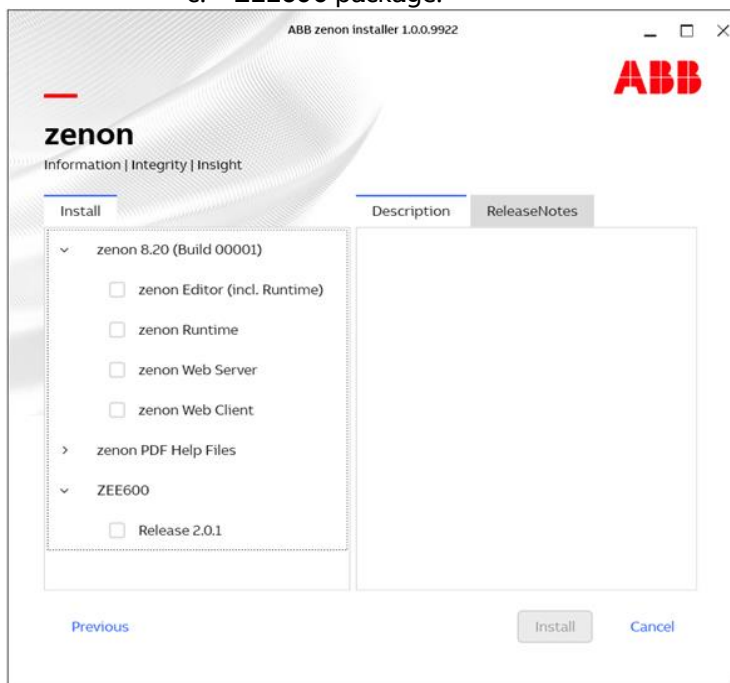 c. ZEE600 package.
ABB zenon installer 1.0.0.9922
ABB
zenon
Information | Integrity | Insight
Install
Description
ReleaseNotes
zenon 8.20 (Build 00001)
zenon Editor (incl. Runtime)
zenon Runtime
zenon Web Server
zenon Web Client
zenon PDF Help Files
ZEE600
Release 2.0.1
Previous
Install
Cancel